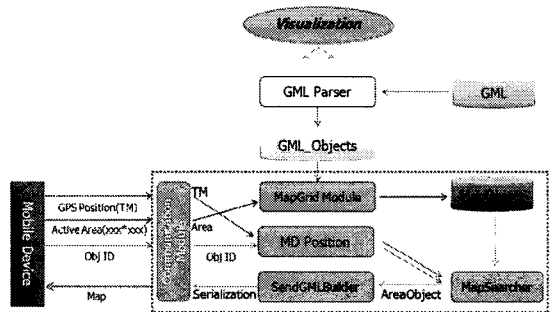 Visualization
GML Parser
GML
GML_Objects
Mobile Device
GPS Position(TM)
Active Area(xxx*xxx)
Obj ID
Map
TM
Area
Obj ID
Serialization
MapGrid Module
MD Position
SendGMLBuilder
AreaObject
MapSearcher